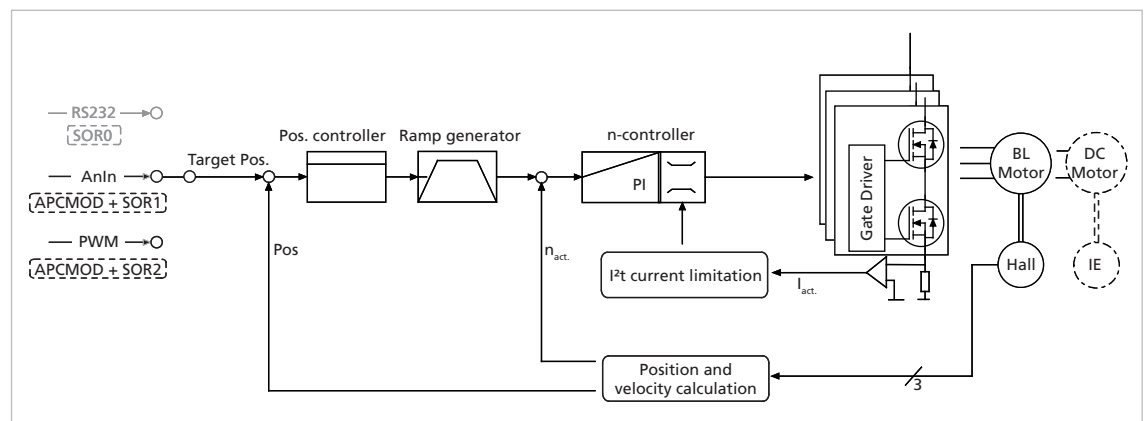 RS232
SOR0
Pos. controller
Ramp generator
n-controller
Target Pos.
AnIn
APCMOD + SOR1
PWM
APCMOD + SOR2
Pos
nact.
PI
Gate Driver
BL
Motor
DC
Motor
Hall
IE
I²t current limitation
Iact.
Position and
velocity calculation
3